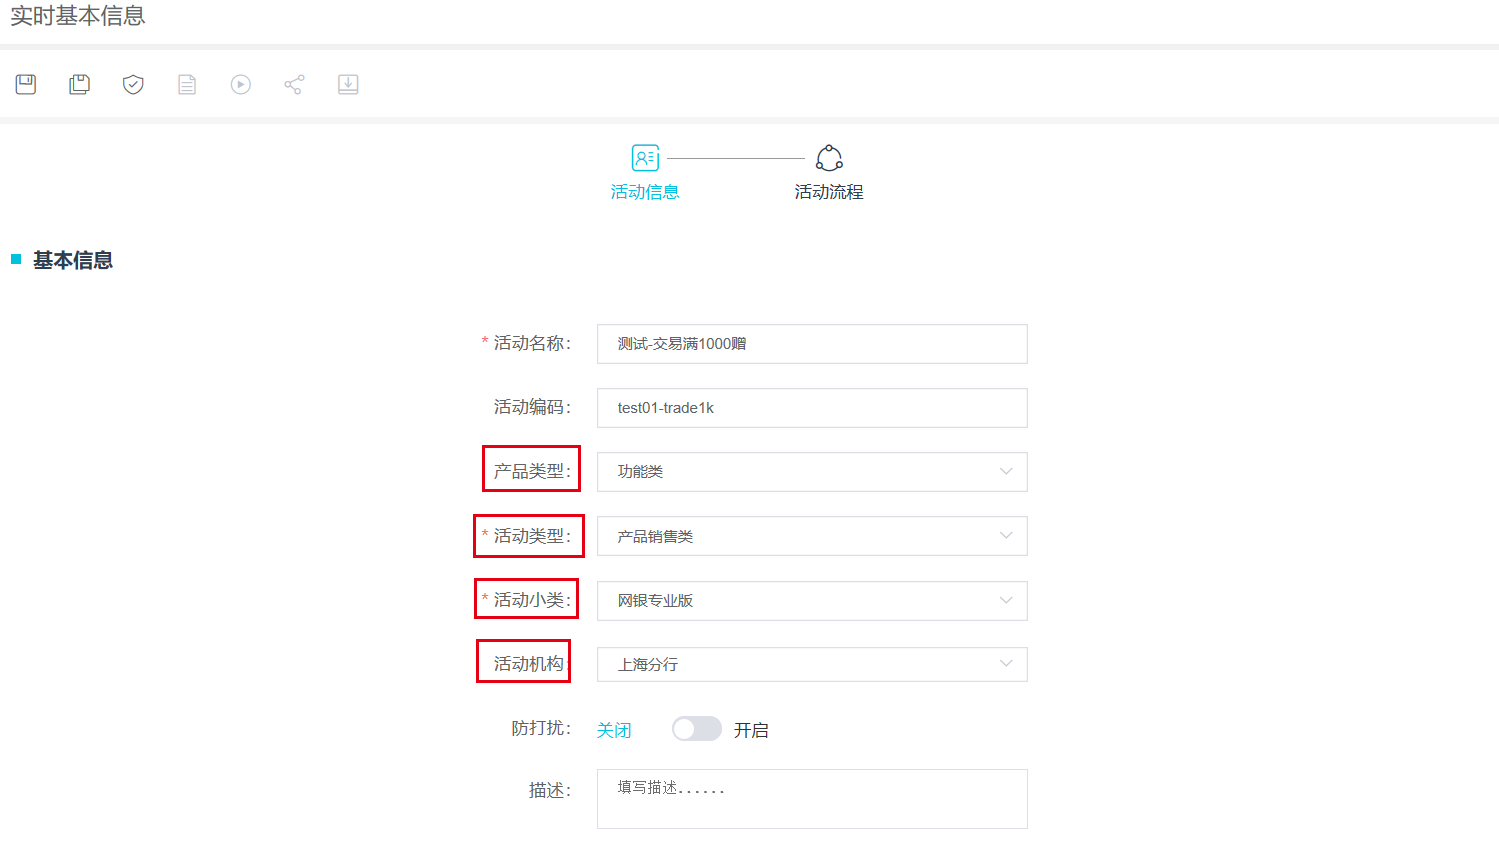 实时基本信息
活动信息
活动流程
基本信息
* 活动名称： 测试-交易满1000赠
活动编码： test01-trade1k
产品类型： 功能类
* 活动类型： 产品销售类
* 活动小类： 网银专业版
活动机构： 上海分行
防打扰： 关闭 开启
描述： 填写描述......